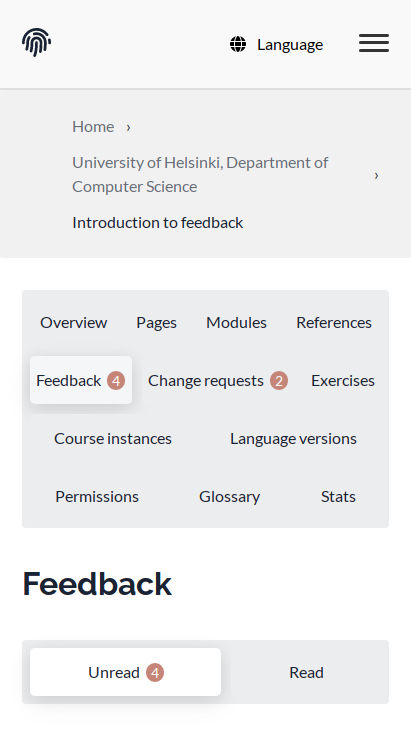 Language
Home ›
University of Helsinki, Department of
Computer Science ›
Introduction to feedback
Overview Pages Modules References
Feedback 4 Change requests 2 Exercises
Course instances Language versions
Permissions Glossary Stats
Feedback
Unread 4 Read